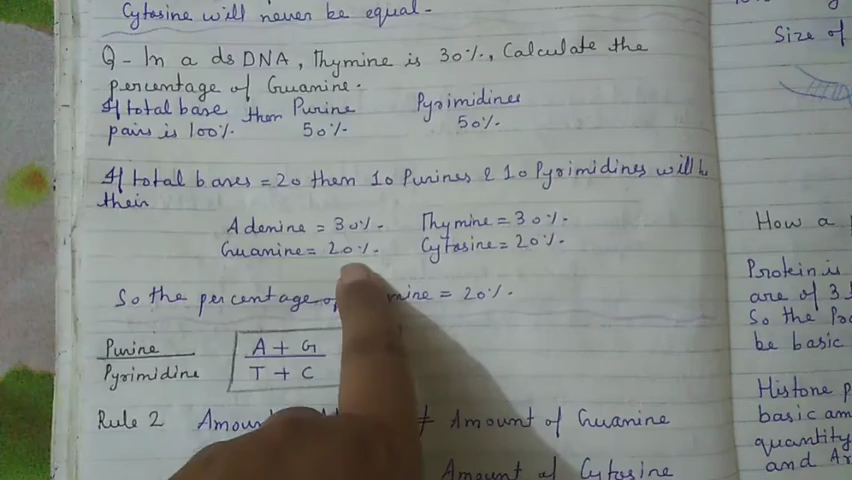 Cytosine will never be equal.
Q - In a dsDNA, Thymine is 30%, Calculate the
percentage of Guanine.
If total base then Purine Pyrimidines
pairs is 100%. 50%. 50%.
If total bases = 20 then 10 Purines & 10 Pyrimidines will be
their
Adenine = 30%. Thymine = 30%.
Guanine = 20%. Cytosine = 20%.
So the percentage mine = 20%.
Purine A + G
Pyrimidine T + C
Rule 2 Amoun ≠ Amount of Guanine
Amount of Cytosine
Size of
How a
Protein is
are of 3
So the
be basic
Histone p
basic am
quantity
and Ar